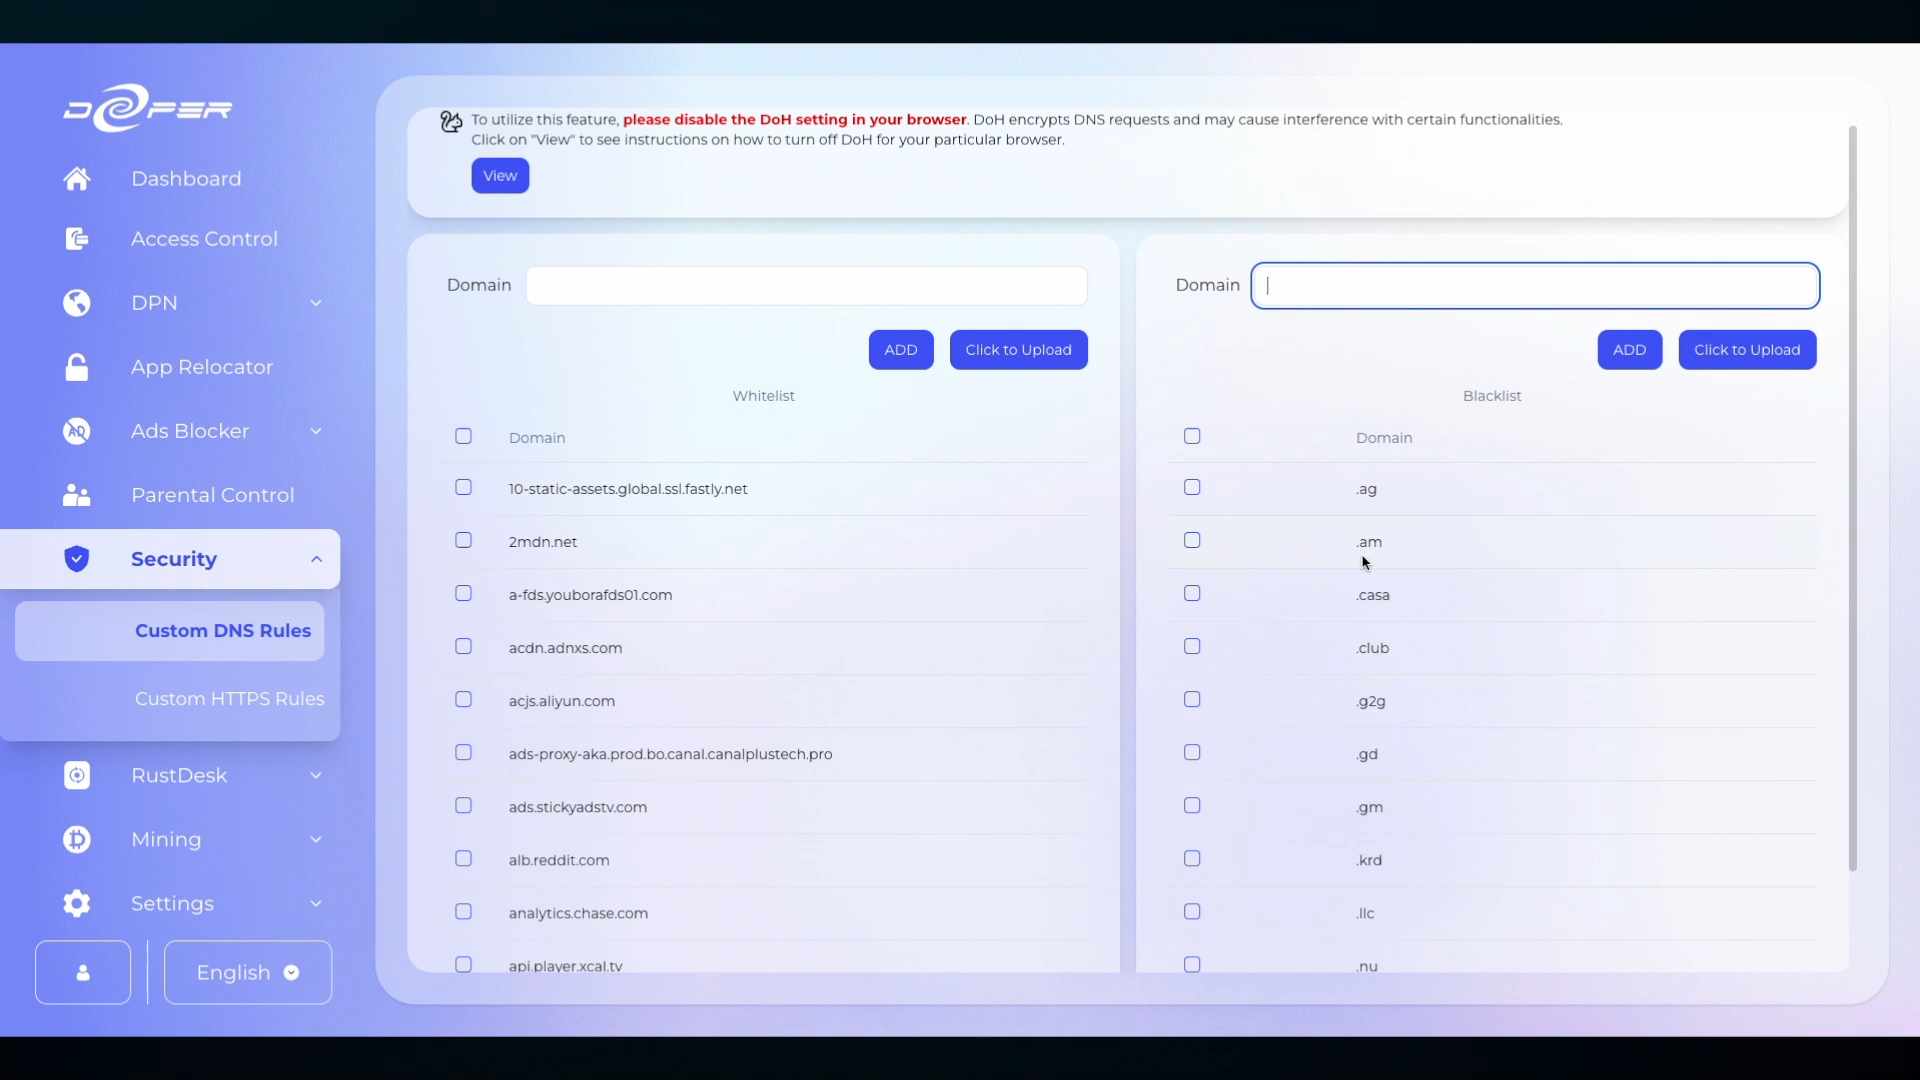 DEEPER
Dashboard
Access Control
DPN
App Relocator
Ads Blocker
Parental Control
Security
Custom DNS Rules
Custom HTTPS Rules
RustDesk
Mining
Settings
English
To utilize this feature, please disable the DoH setting in your browser. DoH encrypts DNS requests and may cause interference with certain functionalities.
Click on "View" to see instructions on how to turn off DoH for your particular browser.
View
Domain
ADD
Click to Upload
Whitelist
Domain
10-static-assets.global.ssl.fastly.net
2mdn.net
a-fds.youborafds01.com
acdn.adnxs.com
acjs.aliyun.com
ads-proxy-aka.prod.bo.canal.canalplustech.pro
ads.stickyadstv.com
alb.reddit.com
analytics.chase.com
api.player.xcal.tv
Domain
ADD
Click to Upload
Blacklist
Domain
.ag
.am
.casa
.club
.g2g
.gd
.gm
.krd
.llc
.nu